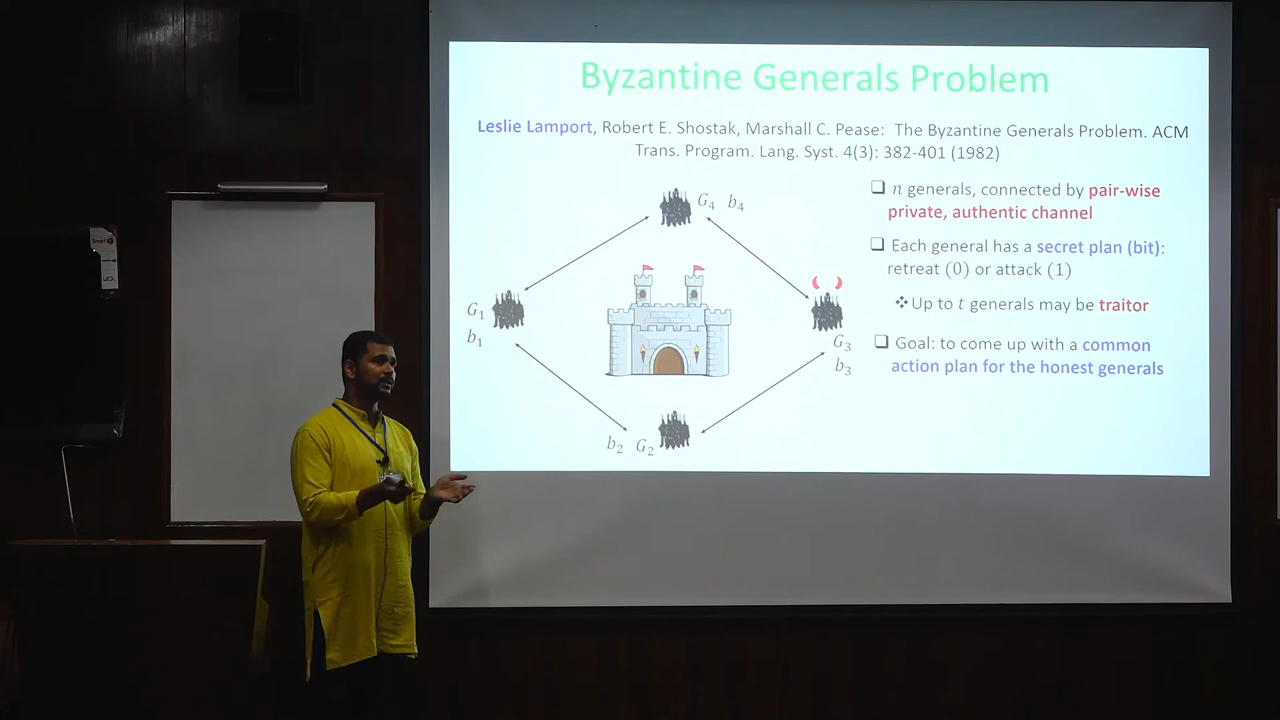 Byzantine Generals Problem
Leslie Lamport, Robert E. Shostak, Marshall C. Pease: The Byzantine Generals Problem. ACM
Trans. Program. Lang. Syst. 4(3): 382-401 (1982)
G₄ b₄
G₁
b₁
b₂ G₂
G₃
b₃
❑ n generals, connected by pair-wise
private, authentic channel
❑ Each general has a secret plan (bit):
retreat (0) or attack (1)
❖Up to t generals may be traitor
❑ Goal: to come up with a common
action plan for the honest generals